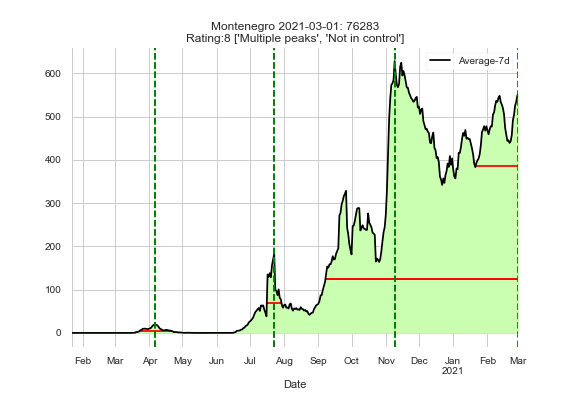 Montenegro 2021-03-01: 76283
Rating:8 ['Multiple peaks', 'Not in control']
Average-7d
600
500
400
300
200
100
0
Feb Mar Apr May Jun Jul Aug Sep Oct Nov Dec Jan Feb Mar
2021
Date